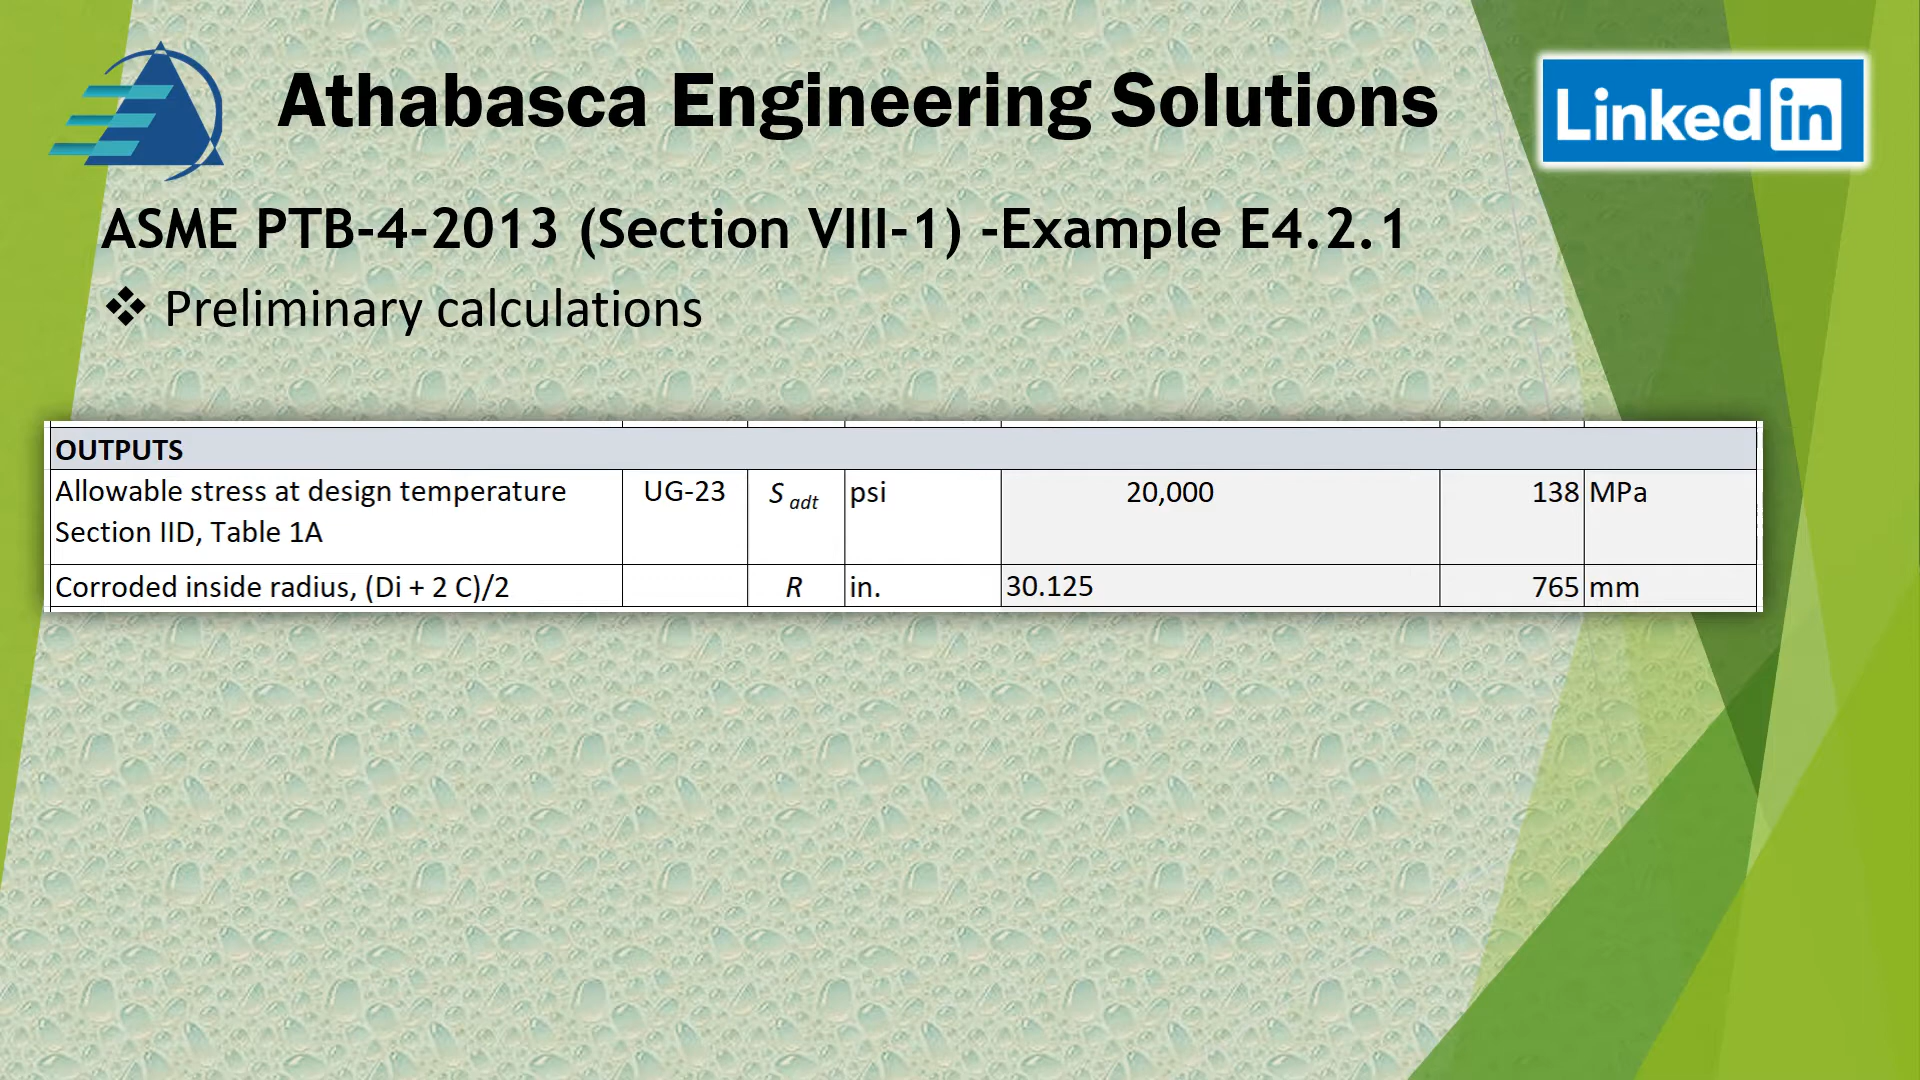 Athabasca Engineering Solutions
Linked in
ASME PTB-4-2013 (Section VIII-1) -Example E4.2.1
❖ Preliminary calculations
OUTPUTS
Allowable stress at design temperature UG-23 S adt psi 20,000 138 MPa
Section IID, Table 1A
Corroded inside radius, (Di + 2 C)/2 R in. 30.125 765 mm